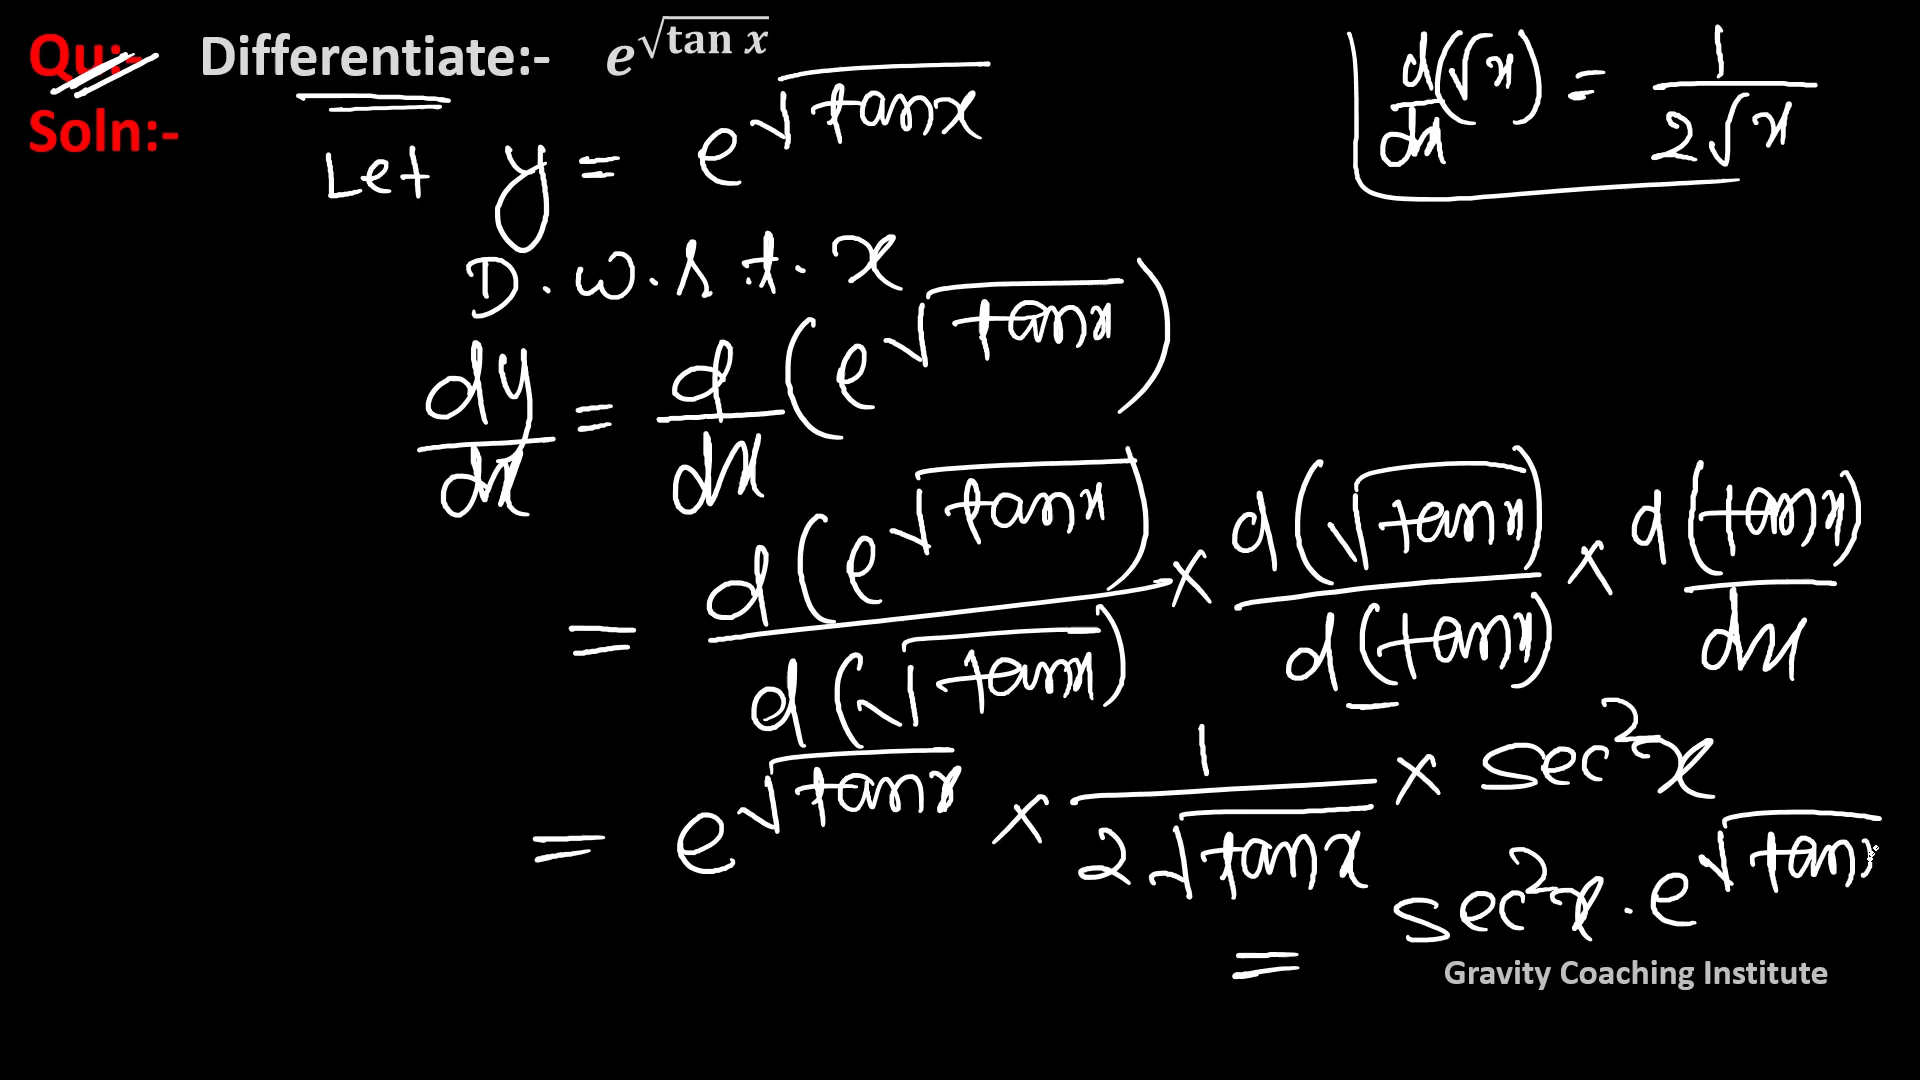 Qu:- Differentiate:- e^√tan x
Soln:-
d/dx (√x) = 1/2√x
Let y = e^√tanx
D.w.r.t. x
dy/dx = d/dx (e^√tanx)
= d(e^√tanx)/d(√tanx) × d(√tanx)/d(tanx) × d(tanx)/dx
= e^√tanx × 1/2√tanx × sec²x
= sec²x . e^√tanx
Gravity Coaching Institute